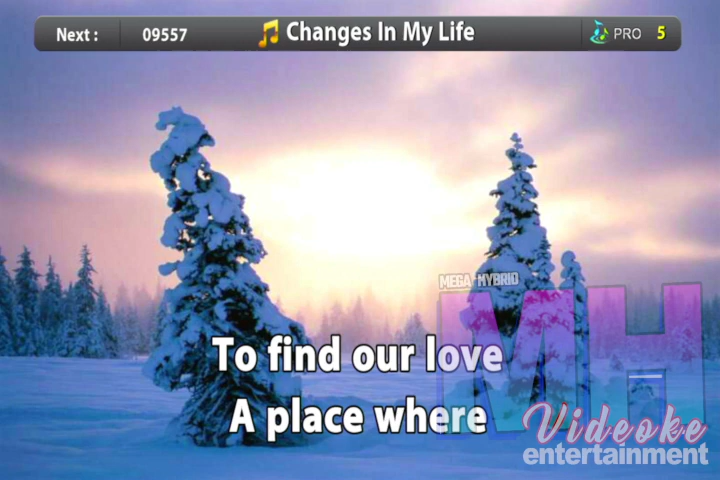 Next : 09557 Changes In My Life PRO 5
MEGA HYBRID
MH
To find our love
A place where
Videoke
entertainment